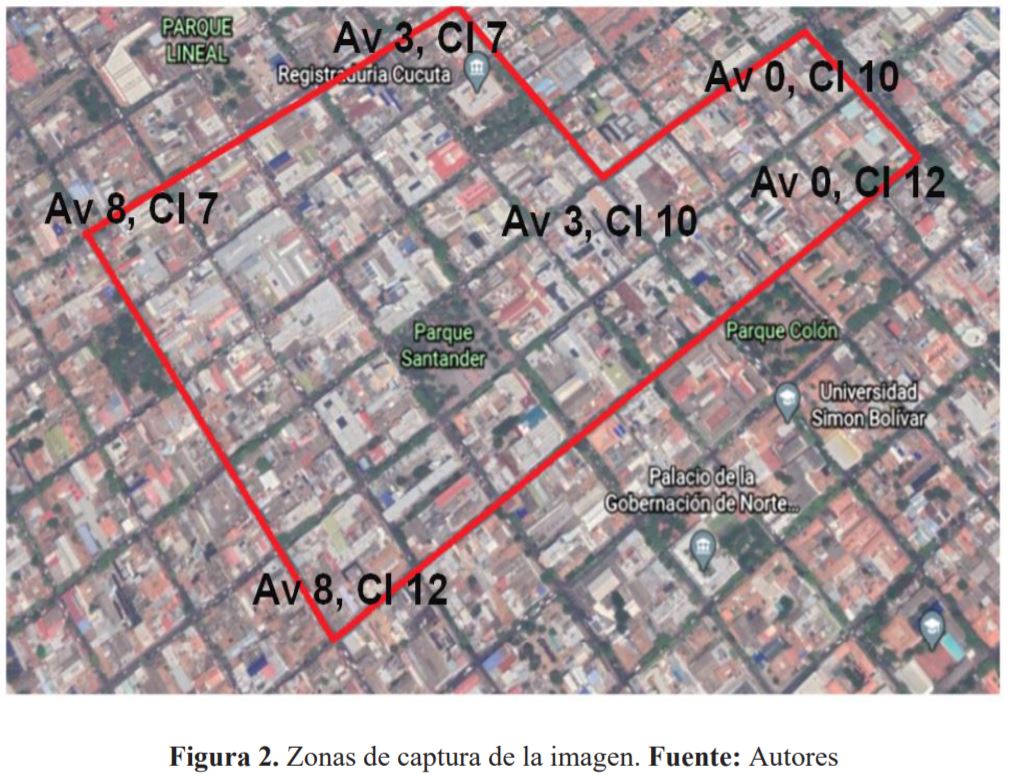 PARQUE
LINEAL
Av 3, Cl 7
Registraduria Cucuta
Av 0, Cl 10
Av 8, Cl 7
Av 0, Cl 12
Av 3, Cl 10
Parque
Santander
Parque Colón
Universidad
Simon Bolívar
Palacio de la
Gobernación de Norte...
Av 8, Cl 12
Figura 2. Zonas de captura de la imagen. Fuente: Autores